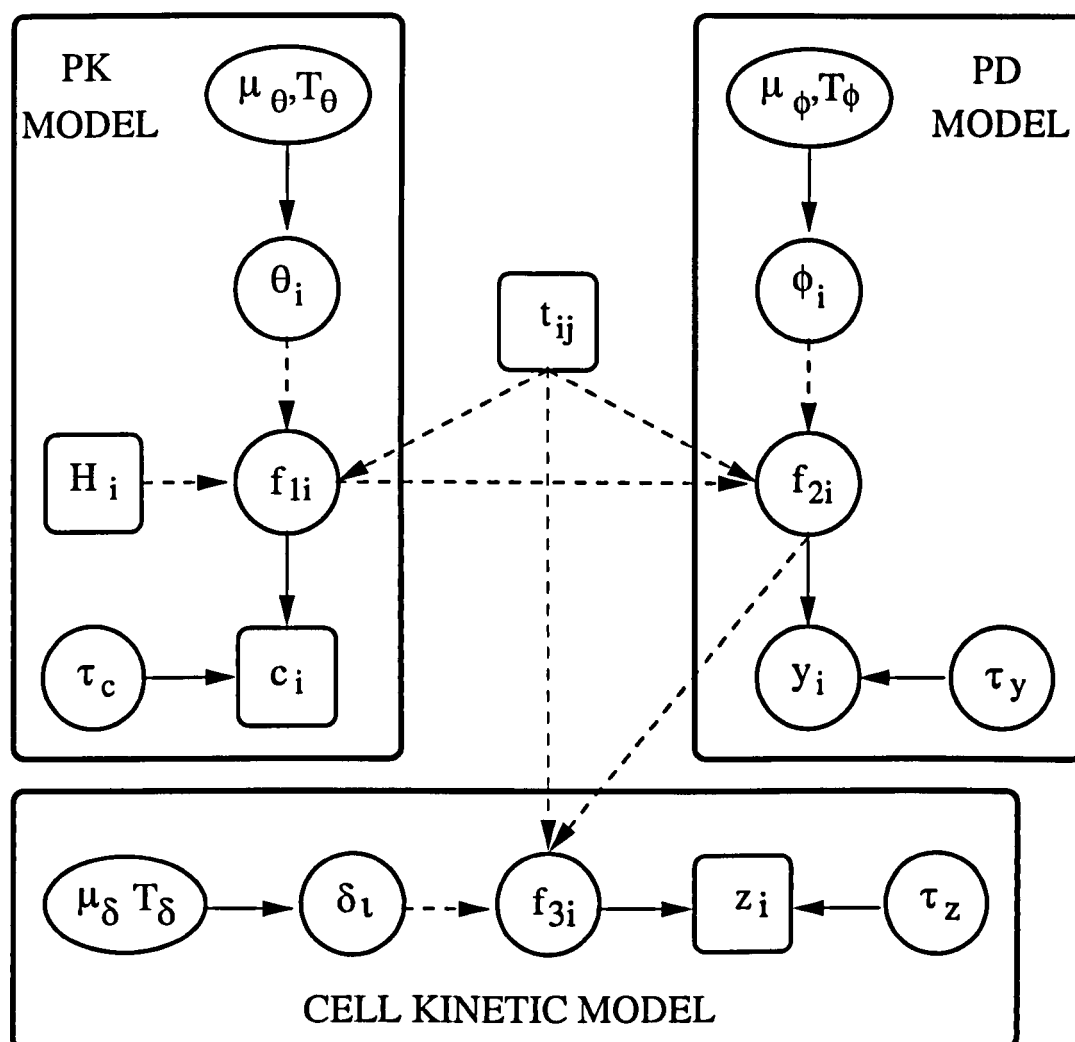 PK
MODEL
μ θ,T θ
θ i
H i
f 1i
τ c
c i
t ij
PD
MODEL
μ ϕ,T ϕ
ϕ i
f 2i
y i
τ y
μ δ T δ
δ ι
f 3i
z i
τ z
CELL KINETIC MODEL